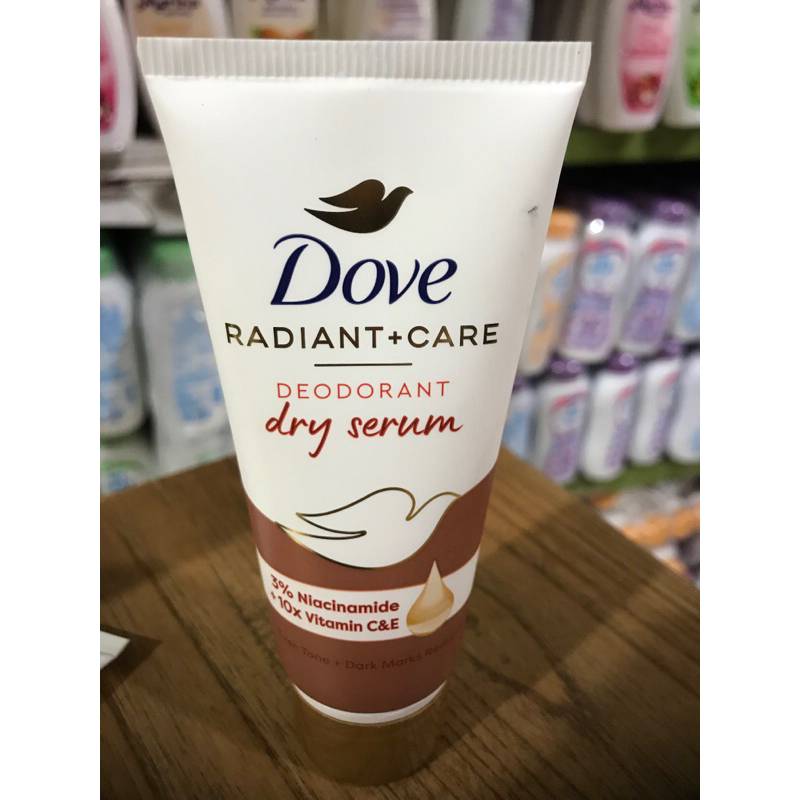 Dove
RADIANT+CARE
DEODORANT
dry serum
3% Niacinamide
+ 10x Vitamin C&E
Tone + Dark Marks